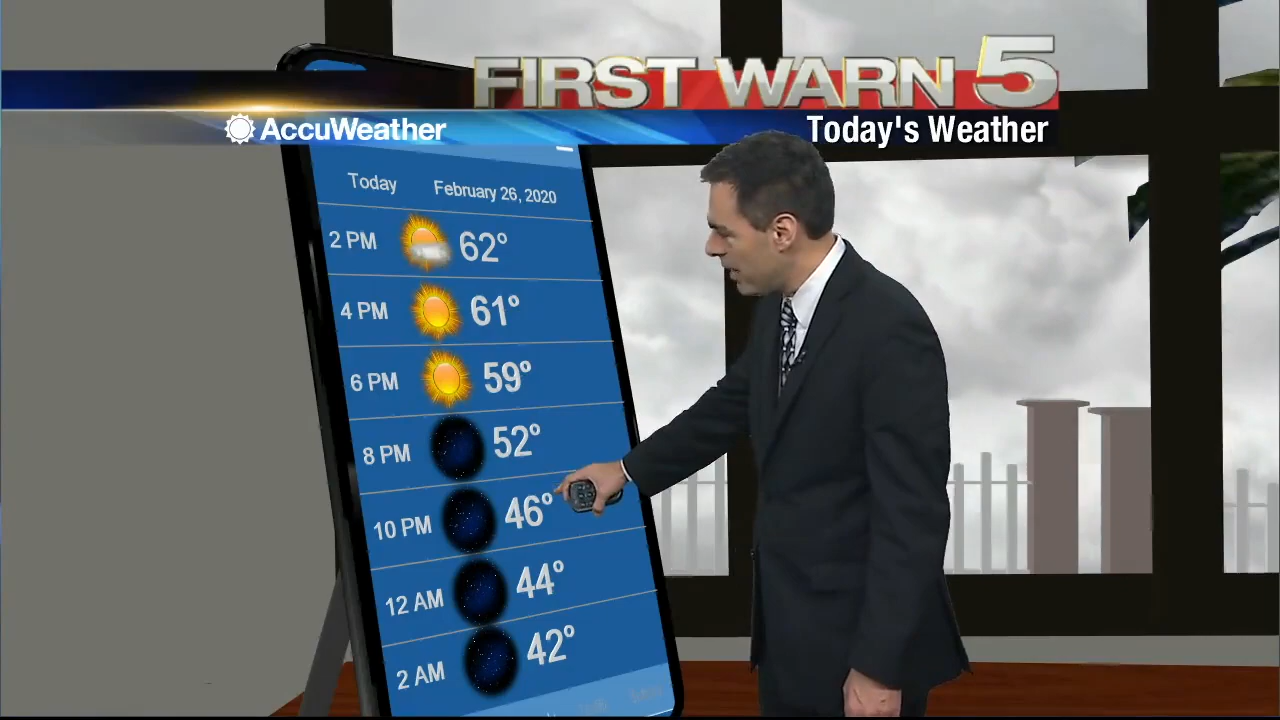 FIRST WARN 5
AccuWeather
Today's Weather
Today February 26, 2020
2 PM 62°
4 PM 61°
6 PM 59°
8 PM 52°
10 PM 46°
12 AM 44°
2 AM 42°